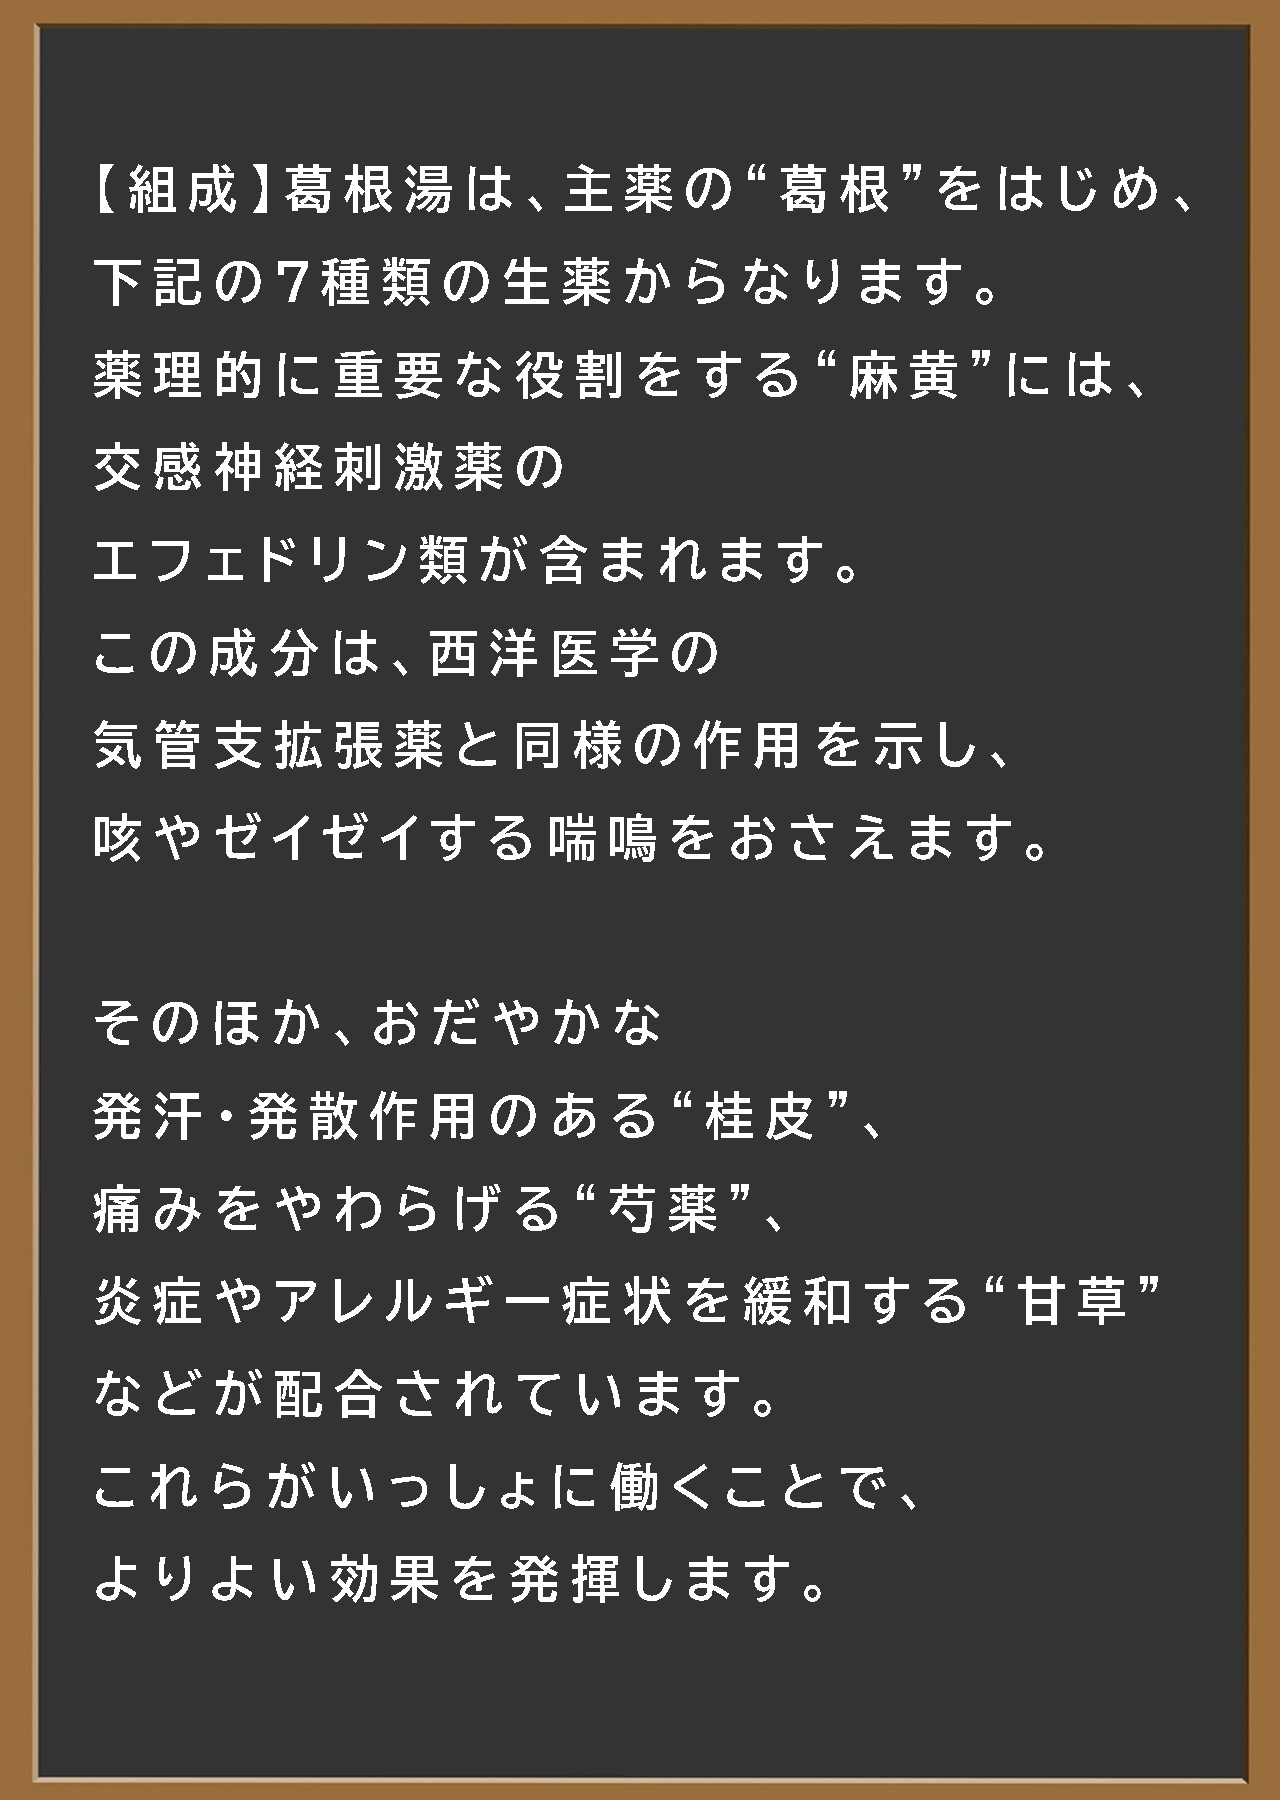 【組成】葛根湯は、主薬の“葛根”をはじめ、
下記の7種類の生薬からなります。
薬理的に重要な役割をする“麻黄”には、
交感神経刺激薬の
エフェドリン類が含まれます。
この成分は、西洋医学の
気管支拡張薬と同様の作用を示し、
咳やゼイゼイする喘鳴をおさえます。
そのほか、おだやかな
発汗・発散作用のある“桂皮”、
痛みをやわらげる“芍薬”、
炎症やアレルギー症状を緩和する“甘草”
などが配合されています。
これらがいっしょに働くことで、
よりよい効果を発揮します。